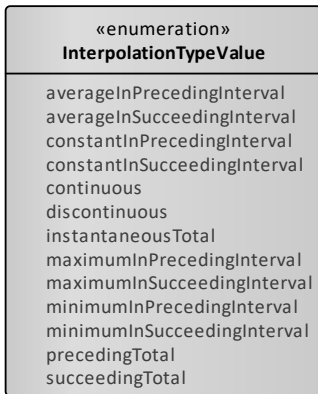 «enumeration»
InterpolationTypeValue
averageInPrecedingInterval
averageInSucceedingInterval
constantInPrecedingInterval
constantInSucceedingInterval
continuous
discontinuous
instantaneousTotal
maximumInPrecedingInterval
maximumInSucceedingInterval
minimumInPrecedingInterval
minimumInSucceedingInterval
precedingTotal
succeedingTotal